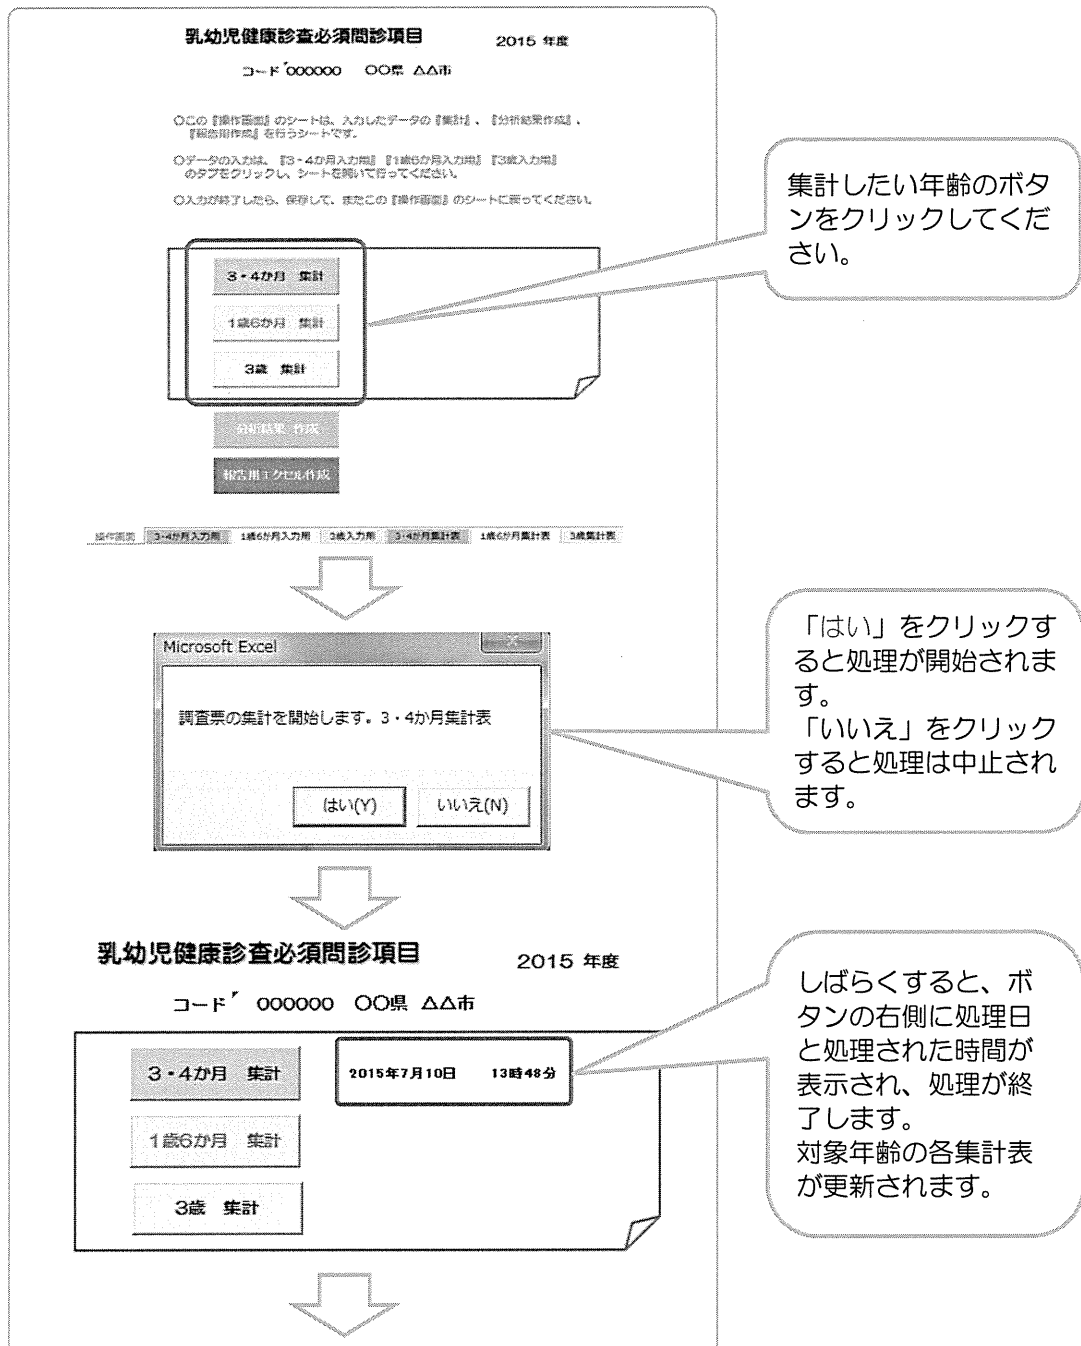 乳幼児健康診査必須問診項目　2015 年度
コード 000000　○○県 △△市
○この『操作画面』のシートは、入力したデータの『集計』、『分析結果作成』、
『報告用作成』を行うシートです。
○データの入力は、『3・4か月入力用』『1歳6か月入力用』『3歳入力用』
のタブをクリックし、シートを開いて行ってください。
○入力が終了したら、保存して、またこの『操作画面』のシートに戻ってください。
集計したい年齢のボタ
ンをクリックしてくだ
さい。
3・4か月　集計
1歳6か月　集計
3歳　集計
分析結果 作成
報告用エクセル作成
操作画面　3・4か月入力用　1歳6か月入力用　3歳入力用　3・4か月集計表　1歳6か月集計表　3歳集計表
Microsoft Excel
調査票の集計を開始します。3・4か月集計表
はい(Y)　いいえ(N)
「はい」をクリックす
ると処理が開始されま
す。
「いいえ」をクリック
すると処理は中止され
ます。
乳幼児健康診査必須問診項目　2015 年度
コード 000000　○○県 △△市
3・4か月　集計　2015年7月10日　13時48分
1歳6か月　集計
3歳　集計
しばらくすると、ボ
タンの右側に処理日
と処理された時間が
表示され、処理が終
了します。
対象年齢の各集計表
が更新されます。